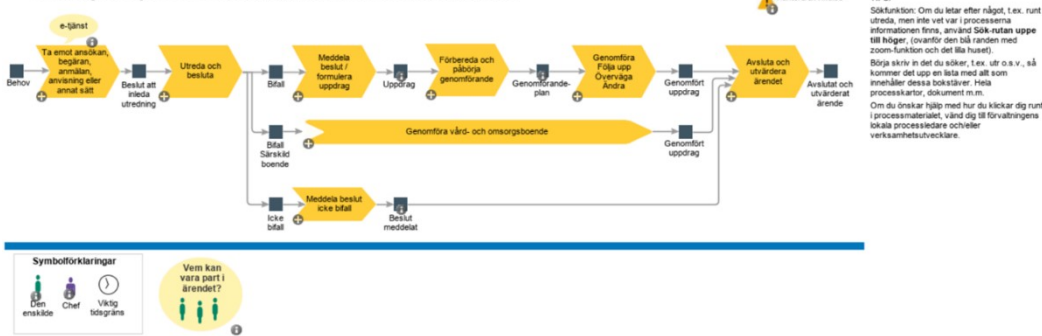 e-tjänst
Ta emot ansökan,
begäran,
anmälan,
anvisning eller
annat sätt
Behov
Beslut att
inleda
utredning
Utreda och
besluta
Bifall
Meddela
beslut /
formulera
uppdrag
Uppdrag
Förbereda och
påbörja
genomförande
Genomförande-
plan
Genomföra
Följa upp
Överväga
Ändra
Genomfört
uppdrag
Avsluta och
utvärdera
ärendet
Avslutat och
utvärderat
ärende
Bifall
Särskild
boende
Genomföra vård- och omsorgsboende
Genomfört
uppdrag
Icke
bifall
Meddela beslut
icke bifall
Beslut
meddelat
Sökfunktion: Om du letar efter något, t.ex. runt
utreda, men inte vet var i processerna
informationen finns, använd Sök-rutan uppe
till höger, (ovanför den blå randen med
zoom-funktion och det lilla huset).
Börja skriv in det du söker, t.ex. utr o.s.v., så
kommer det upp en lista med allt som
innehåller dessa bokstäver. Hela
processkartor, dokument m.m.
Om du önskar hjälp med hur du klickar dig runt
i processmaterialet, vänd dig till förvaltningens
lokala processledare och/eller
verksamhetsutvecklare.
Symbolförklaringar
Den
enskilde
Chef
Viktig
tidsgräns
Vem kan
vara part i
ärendet?